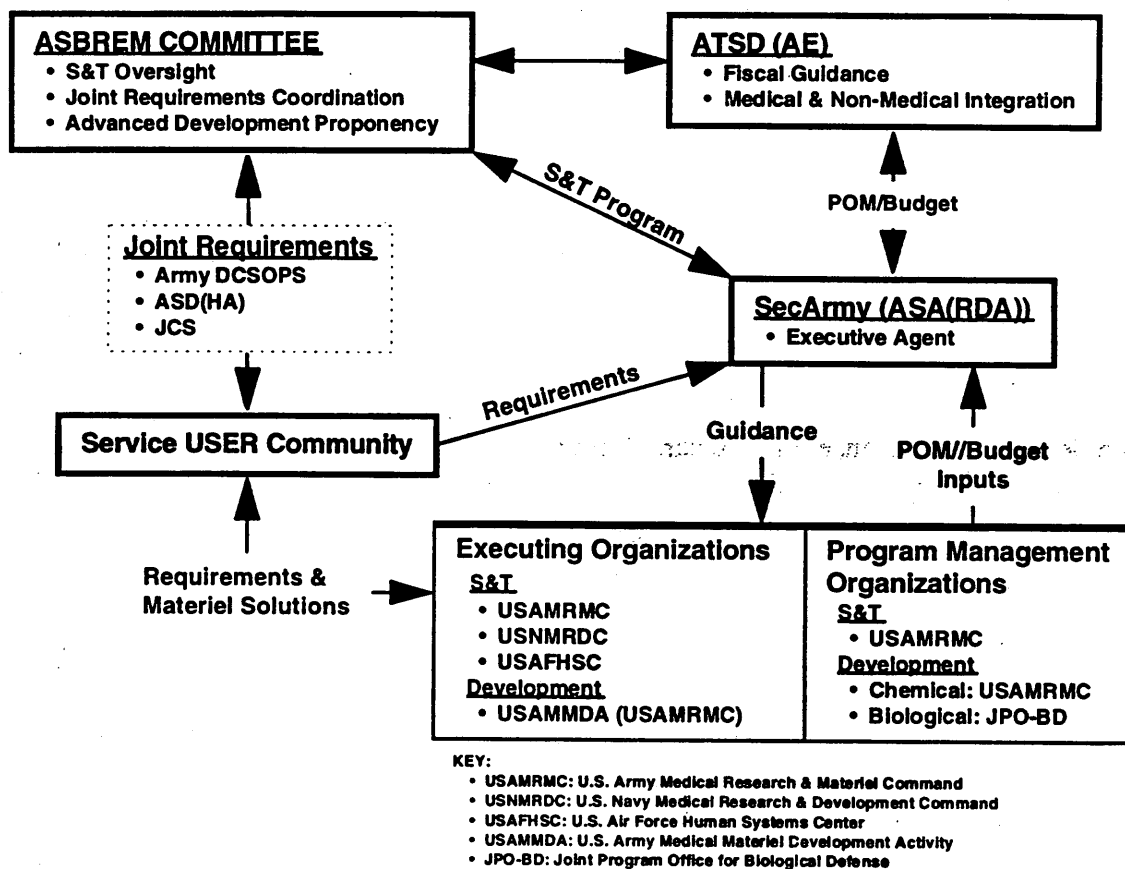 ASBREM COMMITTEE
• S&T Oversight
• Joint Requirements Coordination
• Advanced Development Proponency
ATSD (AE)
• Fiscal Guidance
• Medical & Non-Medical Integration
S&T Program
POM/Budget
Joint Requirements
• Army DCSOPS
• ASD(HA)
• JCS
SecArmy (ASA(RDA))
• Executive Agent
Requirements
Service USER Community
Guidance
POM//Budget
Inputs
Requirements &
Materiel Solutions
Executing Organizations
S&T
• USAMRMC
• USNMRDC
• USAFHSC
Development
• USAMMDA (USAMRMC)
Program Management
Organizations
S&T
• USAMRMC
Development
• Chemical: USAMRMC
• Biological: JPO-BD
KEY:
• USAMRMC: U.S. Army Medical Research & Materiel Command
• USNMRDC: U.S. Navy Medical Research & Development Command
• USAFHSC: U.S. Air Force Human Systems Center
• USAMMDA: U.S. Army Medical Materiel Development Activity
• JPO-BD: Joint Program Office for Biological Defense